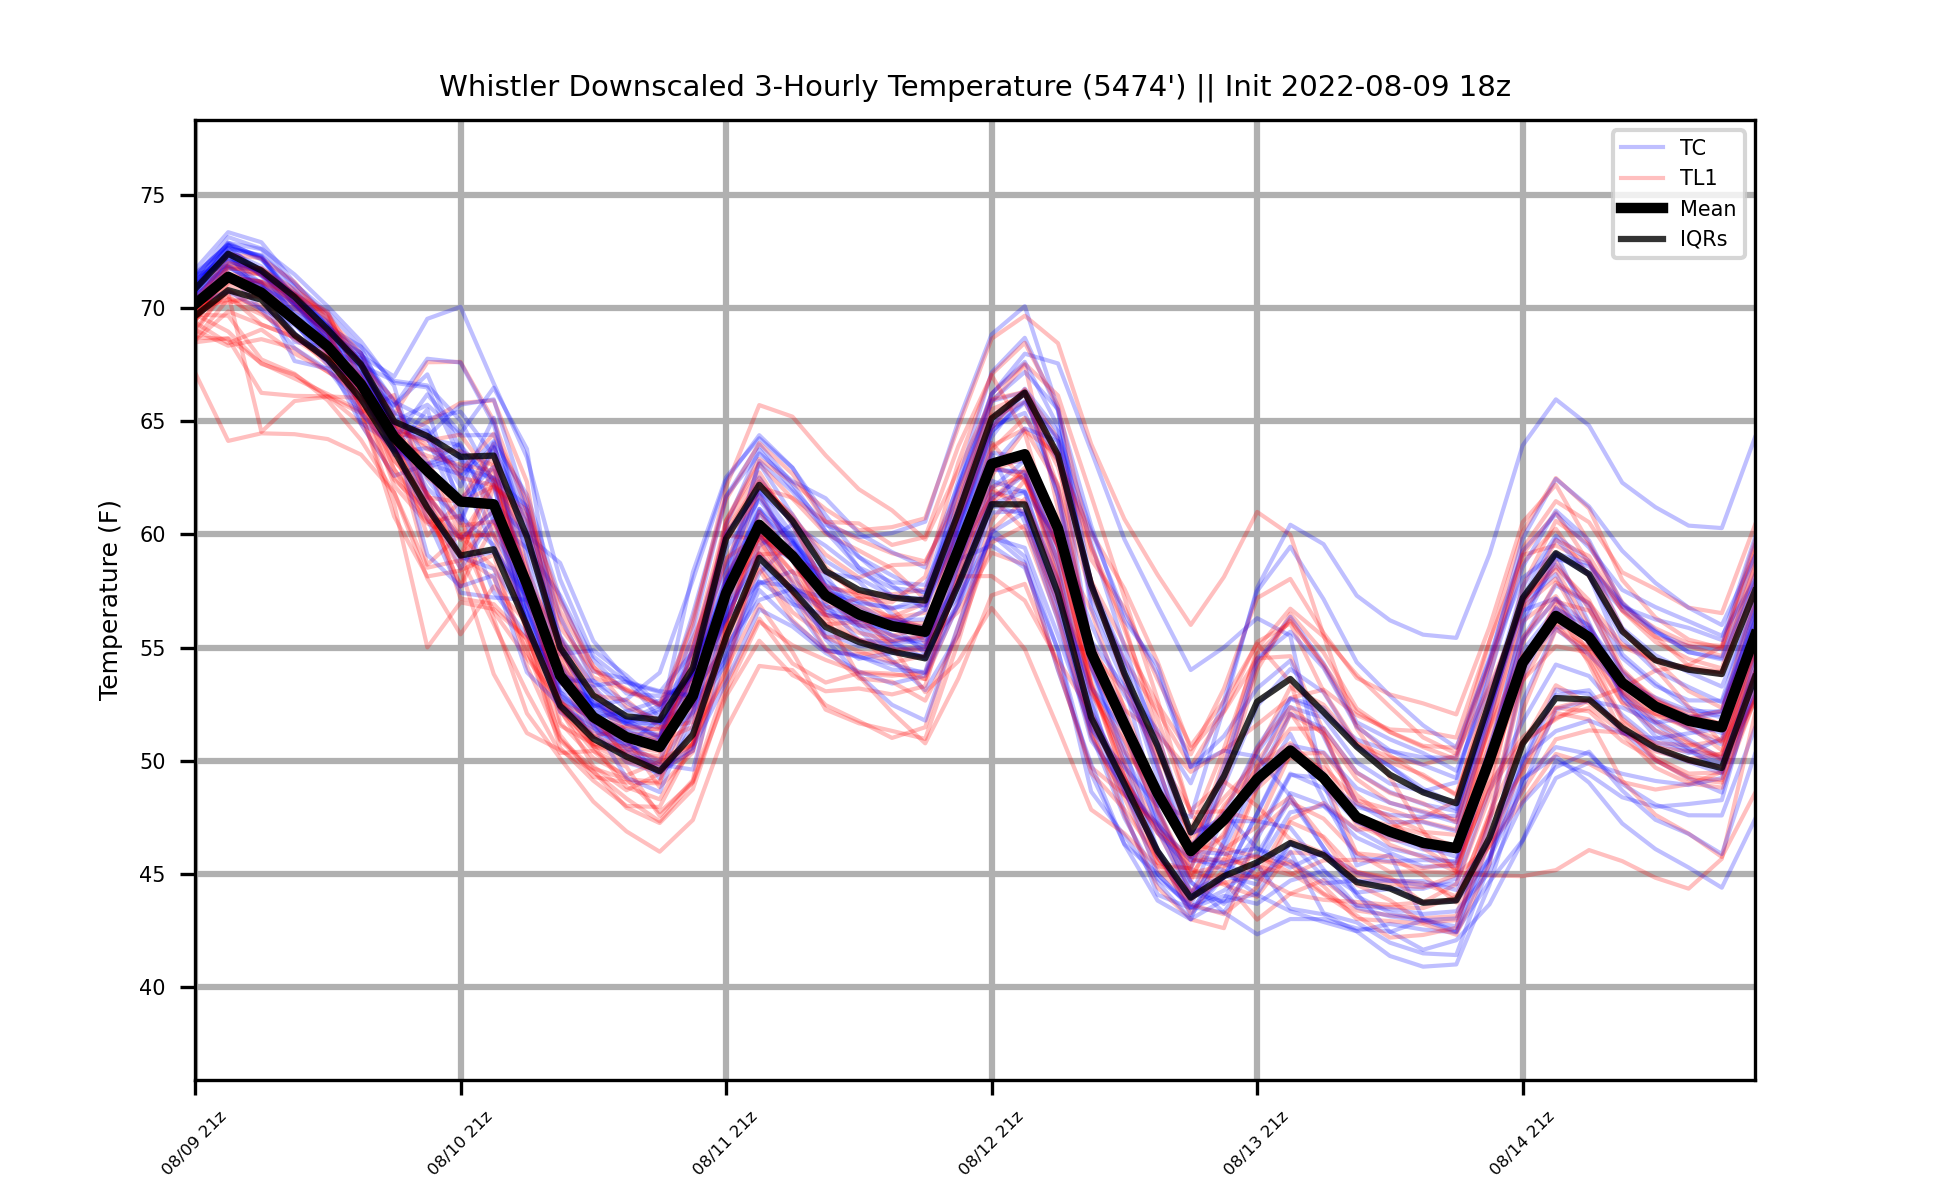 Whistler Downscaled 3-Hourly Temperature (5474') || Init 2022-08-09 18z
TC
TL1
Mean
IQRs
Temperature (F)
75
70
65
60
55
50
45
40
08/09 21z
08/10 21z
08/11 21z
08/12 21z
08/13 21z
08/14 21z